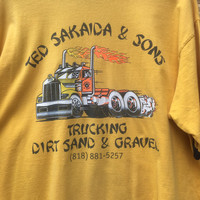 TED SAKAIDA & SONS
TRUCKING
DIRT SAND & GRAVEL
(818) 881-5257